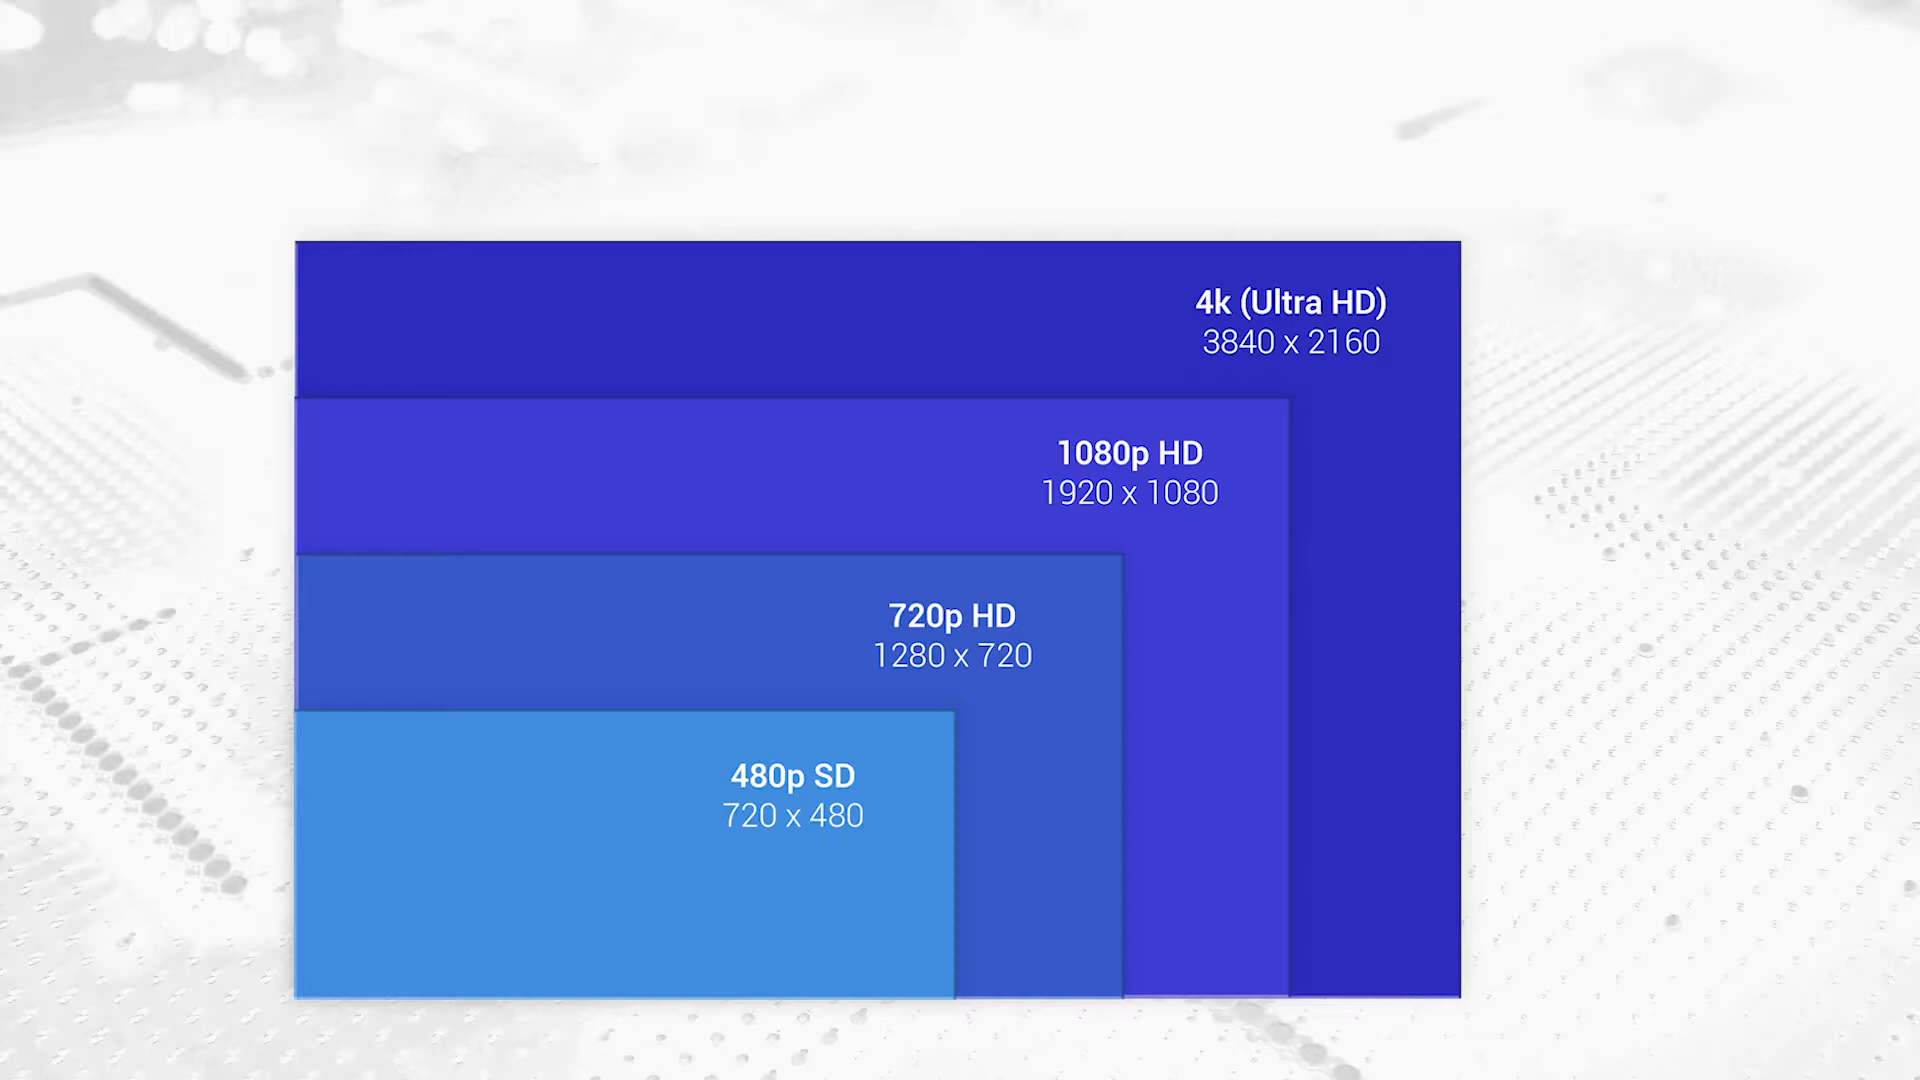 4k (Ultra HD)
3840 x 2160
1080p HD
1920 x 1080
720p HD
1280 x 720
480p SD
720 x 480